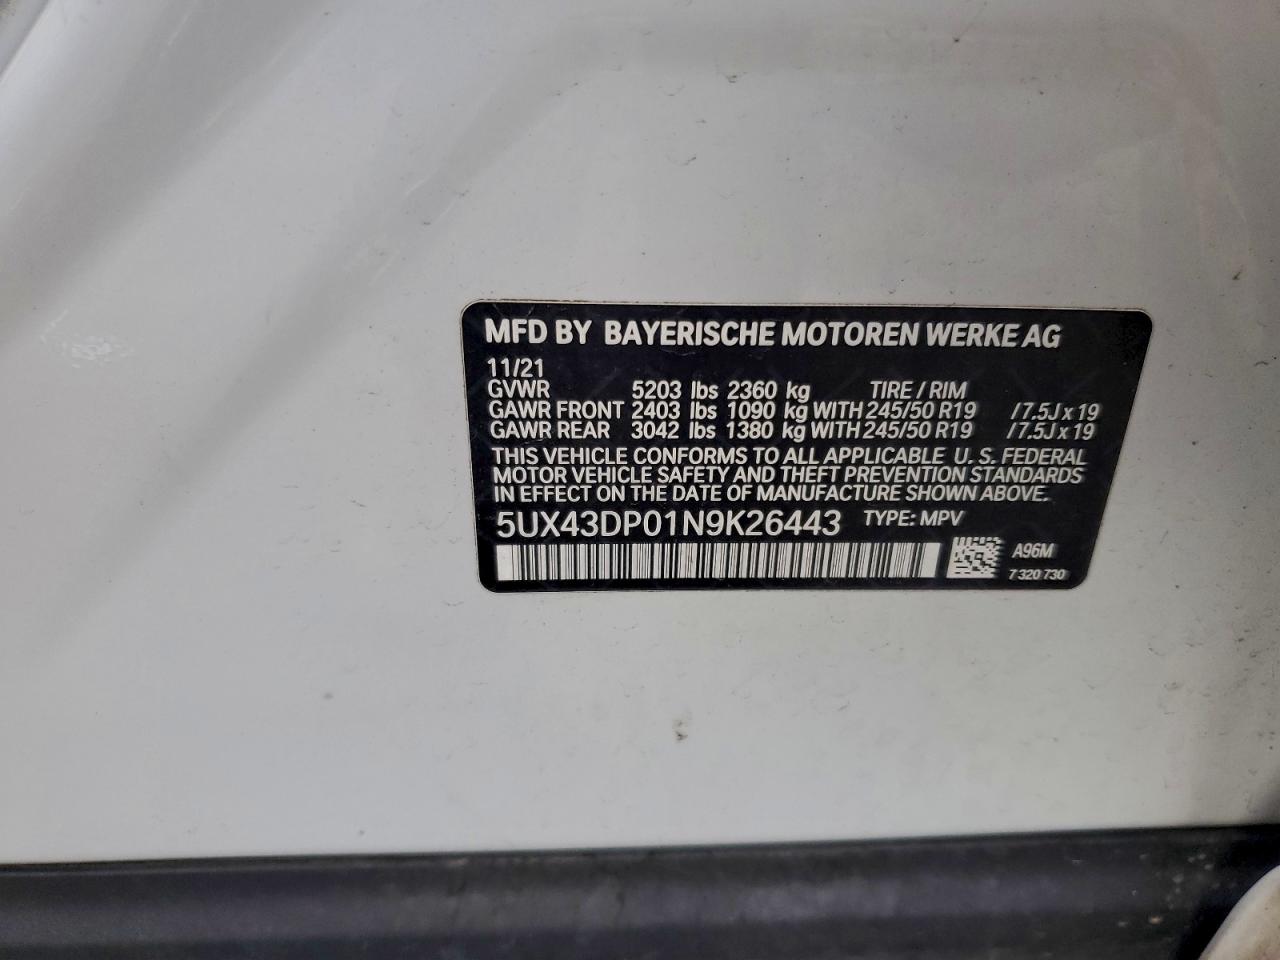 MFD BY BAYERISCHE MOTOREN WERKE AG
11/21
GVWR 5203 lbs 2360 kg TIRE / RIM
GAWR FRONT 2403 lbs 1090 kg WITH 245/50 R19 /7.5J x 19
GAWR REAR 3042 lbs 1380 kg WITH 245/50 R19 /7.5J x 19
THIS VEHICLE CONFORMS TO ALL APPLICABLE U. S. FEDERAL
MOTOR VEHICLE SAFETY AND THEFT PREVENTION STANDARDS
IN EFFECT ON THE DATE OF MANUFACTURE SHOWN ABOVE.
5UX43DP01N9K26443 TYPE: MPV
A96M
7 320 730